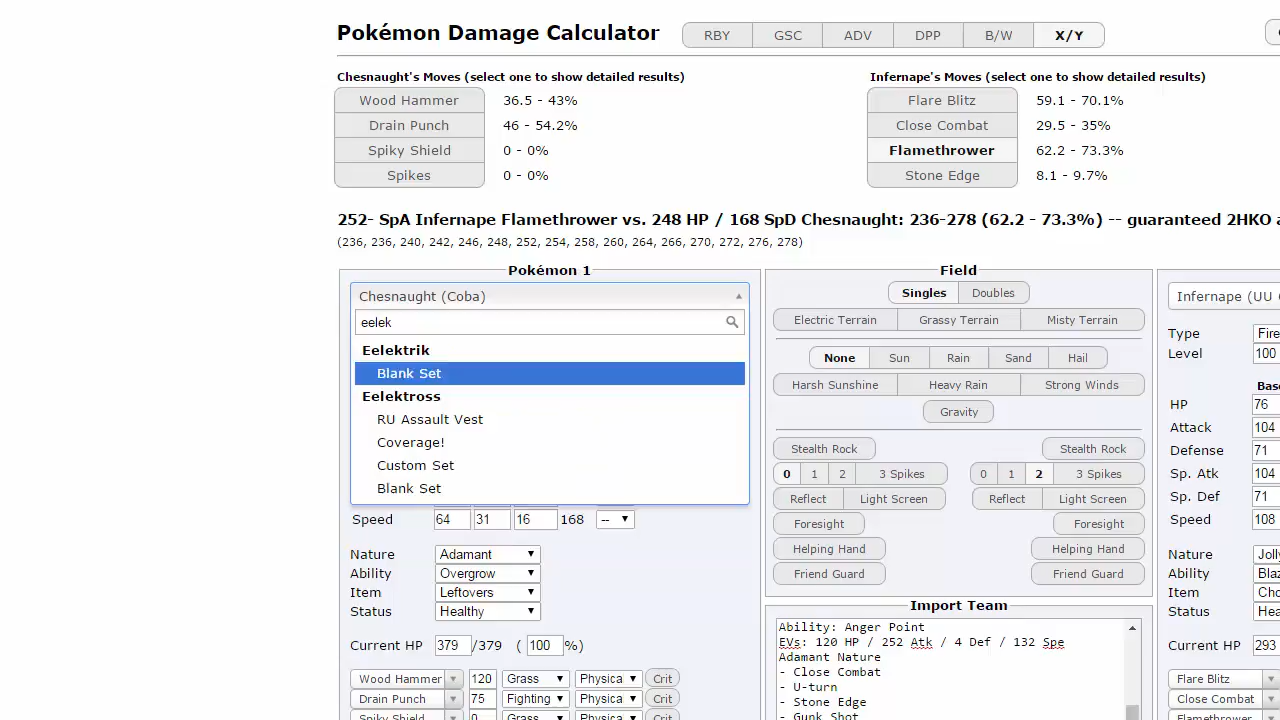 Pokémon Damage Calculator RBY GSC ADV DPP B/W X/Y
Chesnaught's Moves (select one to show detailed results) Infernape's Moves (select one to show detailed results)
Wood Hammer 36.5 - 43% Flare Blitz 59.1 - 70.1%
Drain Punch 46 - 54.2% Close Combat 29.5 - 35%
Spiky Shield 0 - 0% Flamethrower 62.2 - 73.3%
Spikes 0 - 0% Stone Edge 8.1 - 9.7%
252- SpA Infernape Flamethrower vs. 248 HP / 168 SpD Chesnaught: 236-278 (62.2 - 73.3%) -- guaranteed 2HKO
(236, 236, 240, 242, 246, 248, 252, 254, 258, 260, 264, 266, 270, 272, 276, 278)
Pokémon 1
Chesnaught (Coba)
eelek
Eelektrik
Blank Set
Eelektross
RU Assault Vest
Coverage!
Custom Set
Blank Set
Speed 64 31 16 168 --
Nature Adamant
Ability Overgrow
Item Leftovers
Status Healthy
Current HP 379 /379 ( 100 %)
Wood Hammer 120 Grass Physica Crit
Drain Punch 75 Fighting Physica Crit
Spiky Shield 0 Grass Physica Crit
Field
Singles Doubles
Electric Terrain Grassy Terrain Misty Terrain
None Sun Rain Sand Hail
Harsh Sunshine Heavy Rain Strong Winds
Gravity
Stealth Rock Stealth Rock
0 1 2 3 Spikes 0 1 2 3 Spikes
Reflect Light Screen Reflect Light Screen
Foresight Foresight
Helping Hand Helping Hand
Friend Guard Friend Guard
Import Team
Ability: Anger Point
EVs: 120 HP / 252 Atk / 4 Def / 132 Spe
Adamant Nature
- Close Combat
- U-turn
- Stone Edge
- Gunk Shot
Infernape (UU
Type Fire
Level 100
Bas
HP 76
Attack 104
Defense 71
Sp. Atk 104
Sp. Def 71
Speed 108
Nature Jolly
Ability Blaz
Item Cho
Status Hea
Current HP 293
Flare Blitz
Close Combat
Flamethrower